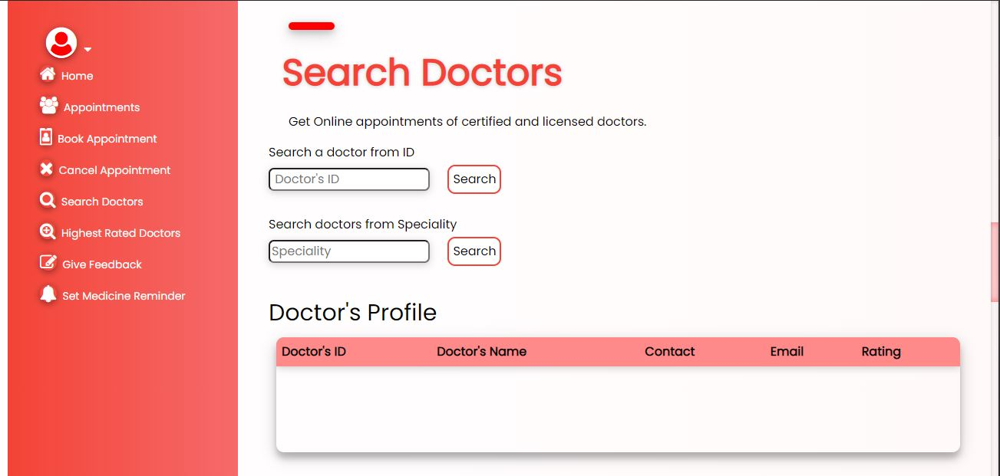 Home
Appointments
Book Appointment
Cancel Appointment
Search Doctors
Highest Rated Doctors
Give Feedback
Set Medicine Reminder
Search Doctors
Get Online appointments of certified and licensed doctors.
Search a doctor from ID
Doctor's ID Search
Search doctors from Speciality
Speciality Search
Doctor's Profile
Doctor's ID Doctor's Name Contact Email Rating